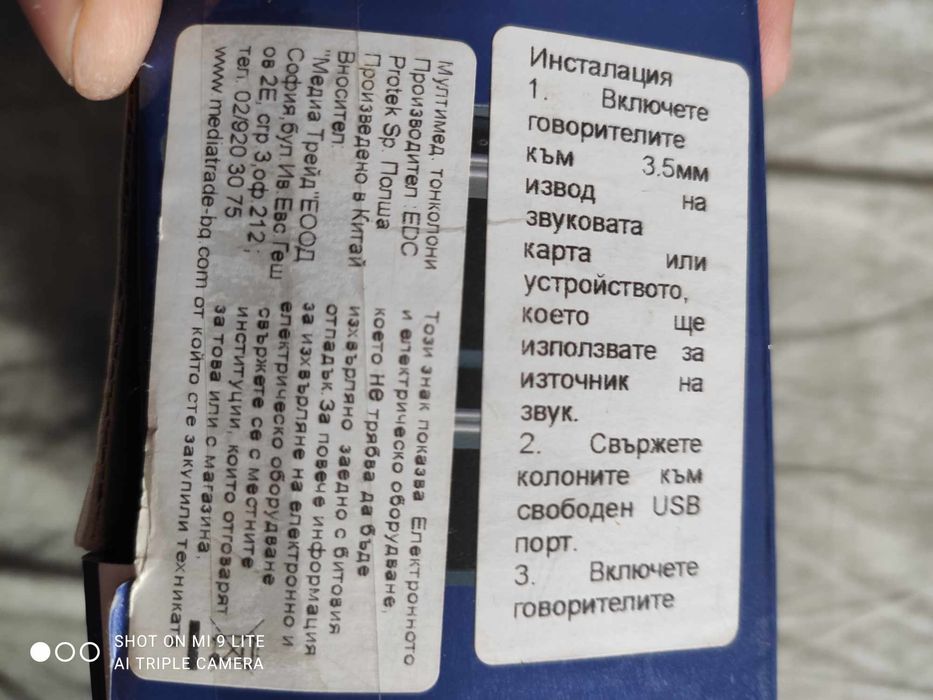 Инсталация
1. Включете
говорителите
към 3.5мм
извод на
звуковата
карта или
устройството,
което ще
използвате за
източник на
звук.
2. Свържете
колоните към
свободен USB
порт.
3. Включете
говорителите
Мултимед. тонколони
Производител :EDC
Protek Sp. Полша
Произведено в Китай
Вносител:
"Медиа Трейд"ЕООД
София,бул.Ив.Евс.Геш
ов 2Е, сгр 3,оф.212 ;
тел. 02/920 30 75
www.mediatrade-bg.com
Този знак показва Електронното
и електрическо оборудване,
което не трябва да бъде
изхвърляно заедно с битовия
отпадък.За повече информация
за изхвърляне на електронно и
електрическо оборудване
свържете се с местните
институции, които отговарят
за това или с магазина,
от който сте закупили техникат
SHOT ON MI 9 LITE
AI TRIPLE CAMERA